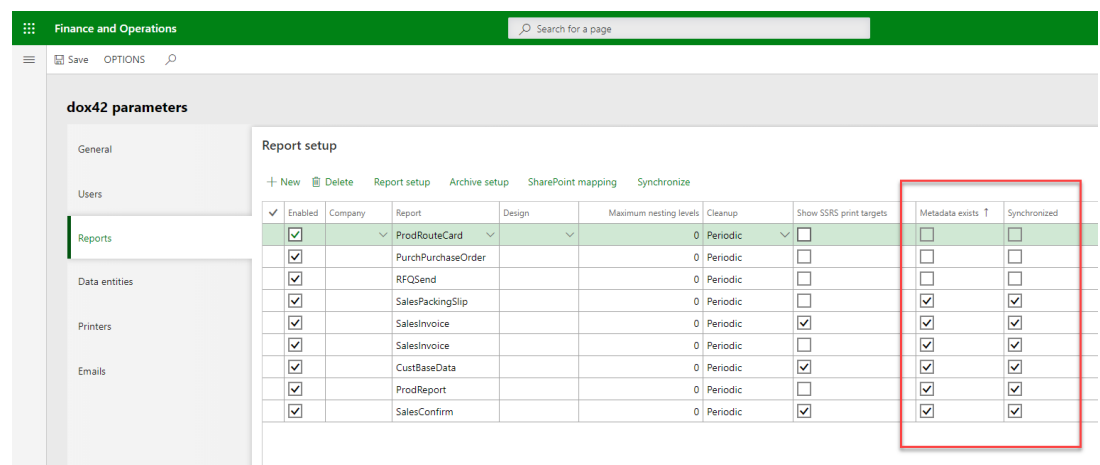 Finance and Operations
Search for a page
Save OPTIONS
dox42 parameters
General
Users
Reports
Data entities
Printers
Emails
Report setup
New Delete Report setup Archive setup SharePoint mapping Synchronize
Enabled Company Report Design Maximum nesting levels Cleanup Show SSRS print targets Metadata exists ↑ Synchronized
ProdRouteCard 0 Periodic
PurchPurchaseOrder 0 Periodic
RFQSend 0 Periodic
SalesPackingSlip 0 Periodic
SalesInvoice 0 Periodic
SalesInvoice 0 Periodic
CustBaseData 0 Periodic
ProdReport 0 Periodic
SalesConfirm 0 Periodic